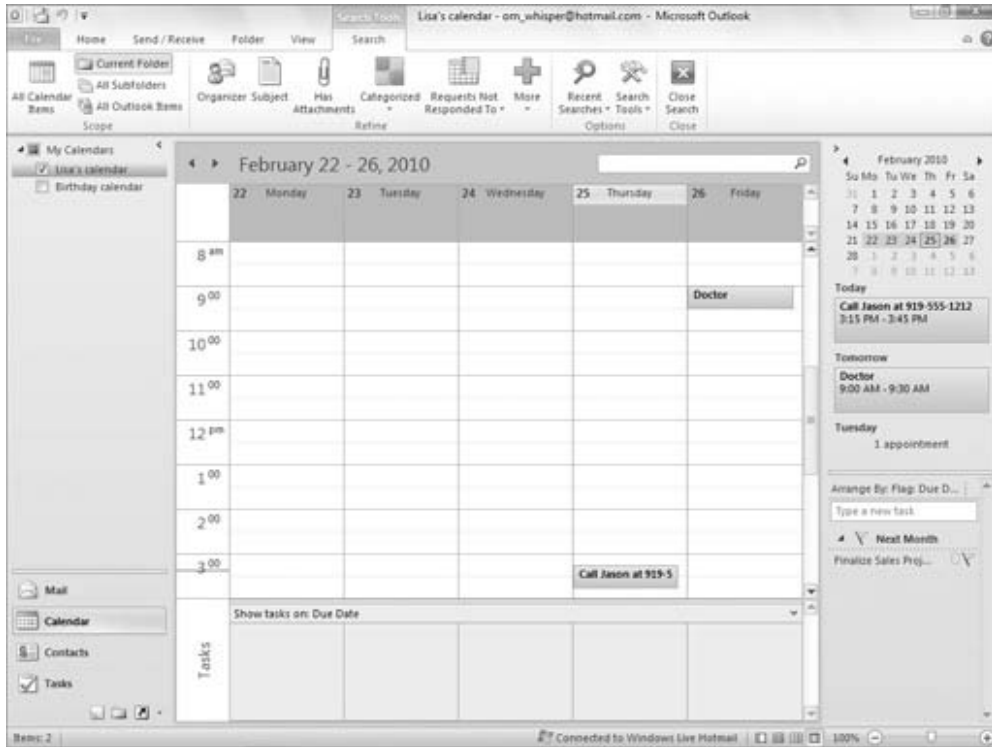 Search Tools
Lisa's calendar - om_whisper@hotmail.com - Microsoft Outlook
File Home Send / Receive Folder View Search
All Calendar Items
Current Folder
All Subfolders
All Outlook Items
Scope
Organizer
Subject
Has Attachments
Categorized
Requests Not Responded To
More
Refine
Recent Searches
Search Tools
Options
Close Search
Close
My Calendars
Lisa's calendar
Birthday calendar
Mail
Calendar
Contacts
Tasks
February 22 - 26, 2010
22 Monday 23 Tuesday 24 Wednesday 25 Thursday 26 Friday
8 am
9 00
Doctor
10 00
11 00
12 pm
1 00
2 00
3 00
Call Jason at 919-5
Tasks
Show tasks on: Due Date
February 2010
Su Mo Tu We Th Fr Sa
31 1 2 3 4 5 6
7 8 9 10 11 12 13
14 15 16 17 18 19 20
21 22 23 24 25 26 27
28 1 2 3 4 5 6
7 8 9 10 11 12 13
Today
Call Jason at 919-555-1212
3:15 PM - 3:45 PM
Tomorrow
Doctor
9:00 AM - 9:30 AM
Tuesday
1 appointment
Arrange By: Flag: Due D...
Type a new task
Next Month
Finalize Sales Proj...
Items: 2
Connected to Windows Live Hotmail
100%